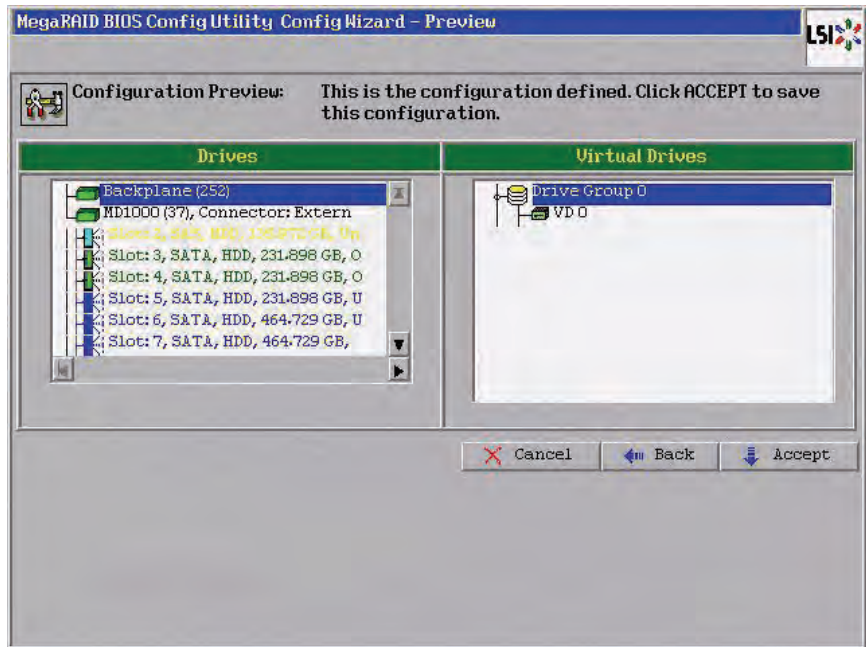 MegaRAID BIOS Config Utility Config Wizard – Preview
LSI
Configuration Preview: This is the configuration defined. Click ACCEPT to save
this configuration.
Drives
Backplane (252)
MD1000 (37), Connector: Extern
Slot: 3, SATA, HDD, 231.898 GB, O
Slot: 4, SATA, HDD, 231.898 GB, O
Slot: 5, SATA, HDD, 231.898 GB, U
Slot: 6, SATA, HDD, 464.729 GB, U
Slot: 7, SATA, HDD, 464.729 GB,
Virtual Drives
Drive Group 0
VD 0
Cancel
Back
Accept